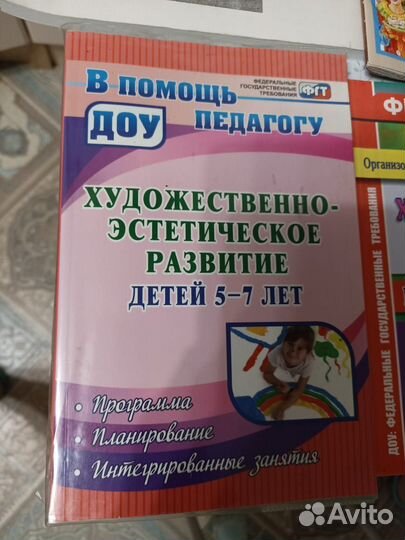 ФЕДЕРАЛЬНЫЕ
ГОСУДАРСТВЕННЫЕ
ТРЕБОВАНИЯ
ФГТ
В ПОМОЩЬ
ДОУ ПЕДАГОГУ
ХУДОЖЕСТВЕННО-
ЭСТЕТИЧЕСКОЕ
РАЗВИТИЕ
ДЕТЕЙ 5–7 ЛЕТ
• Программа
• Планирование
• Интегрированные занятия
ДОУ: ФЕДЕРАЛЬНЫЕ ГОСУДАРСТВЕННЫЕ ТРЕБОВАНИЯ
Avito